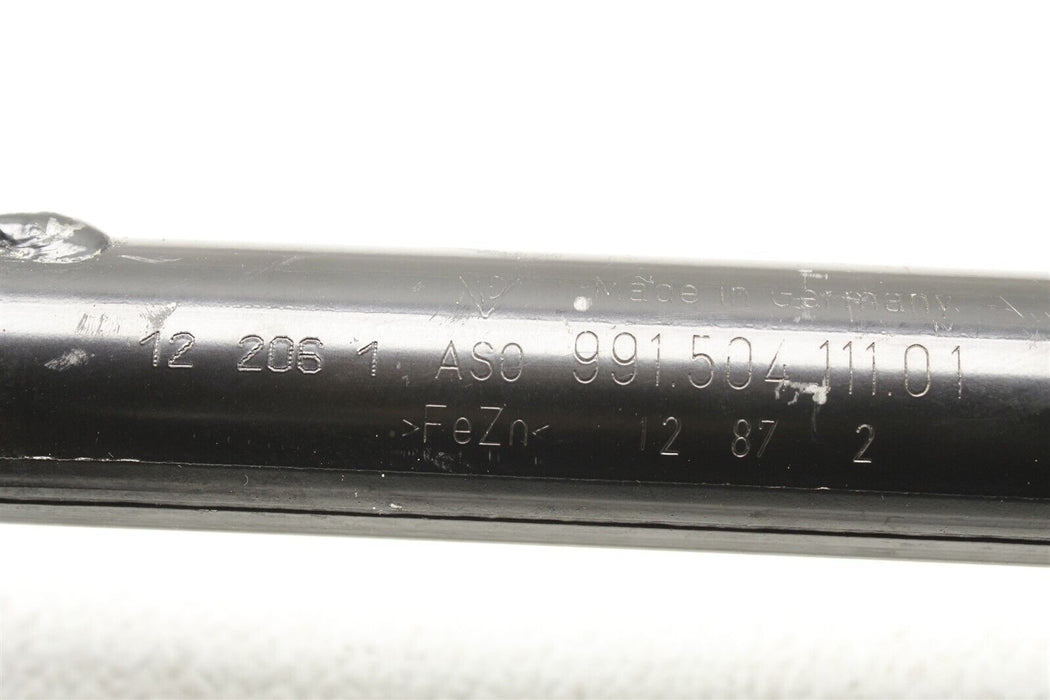 Made in Germany
12 206 1 AS0 991.504.111.01
>FeZn< 12 87 2